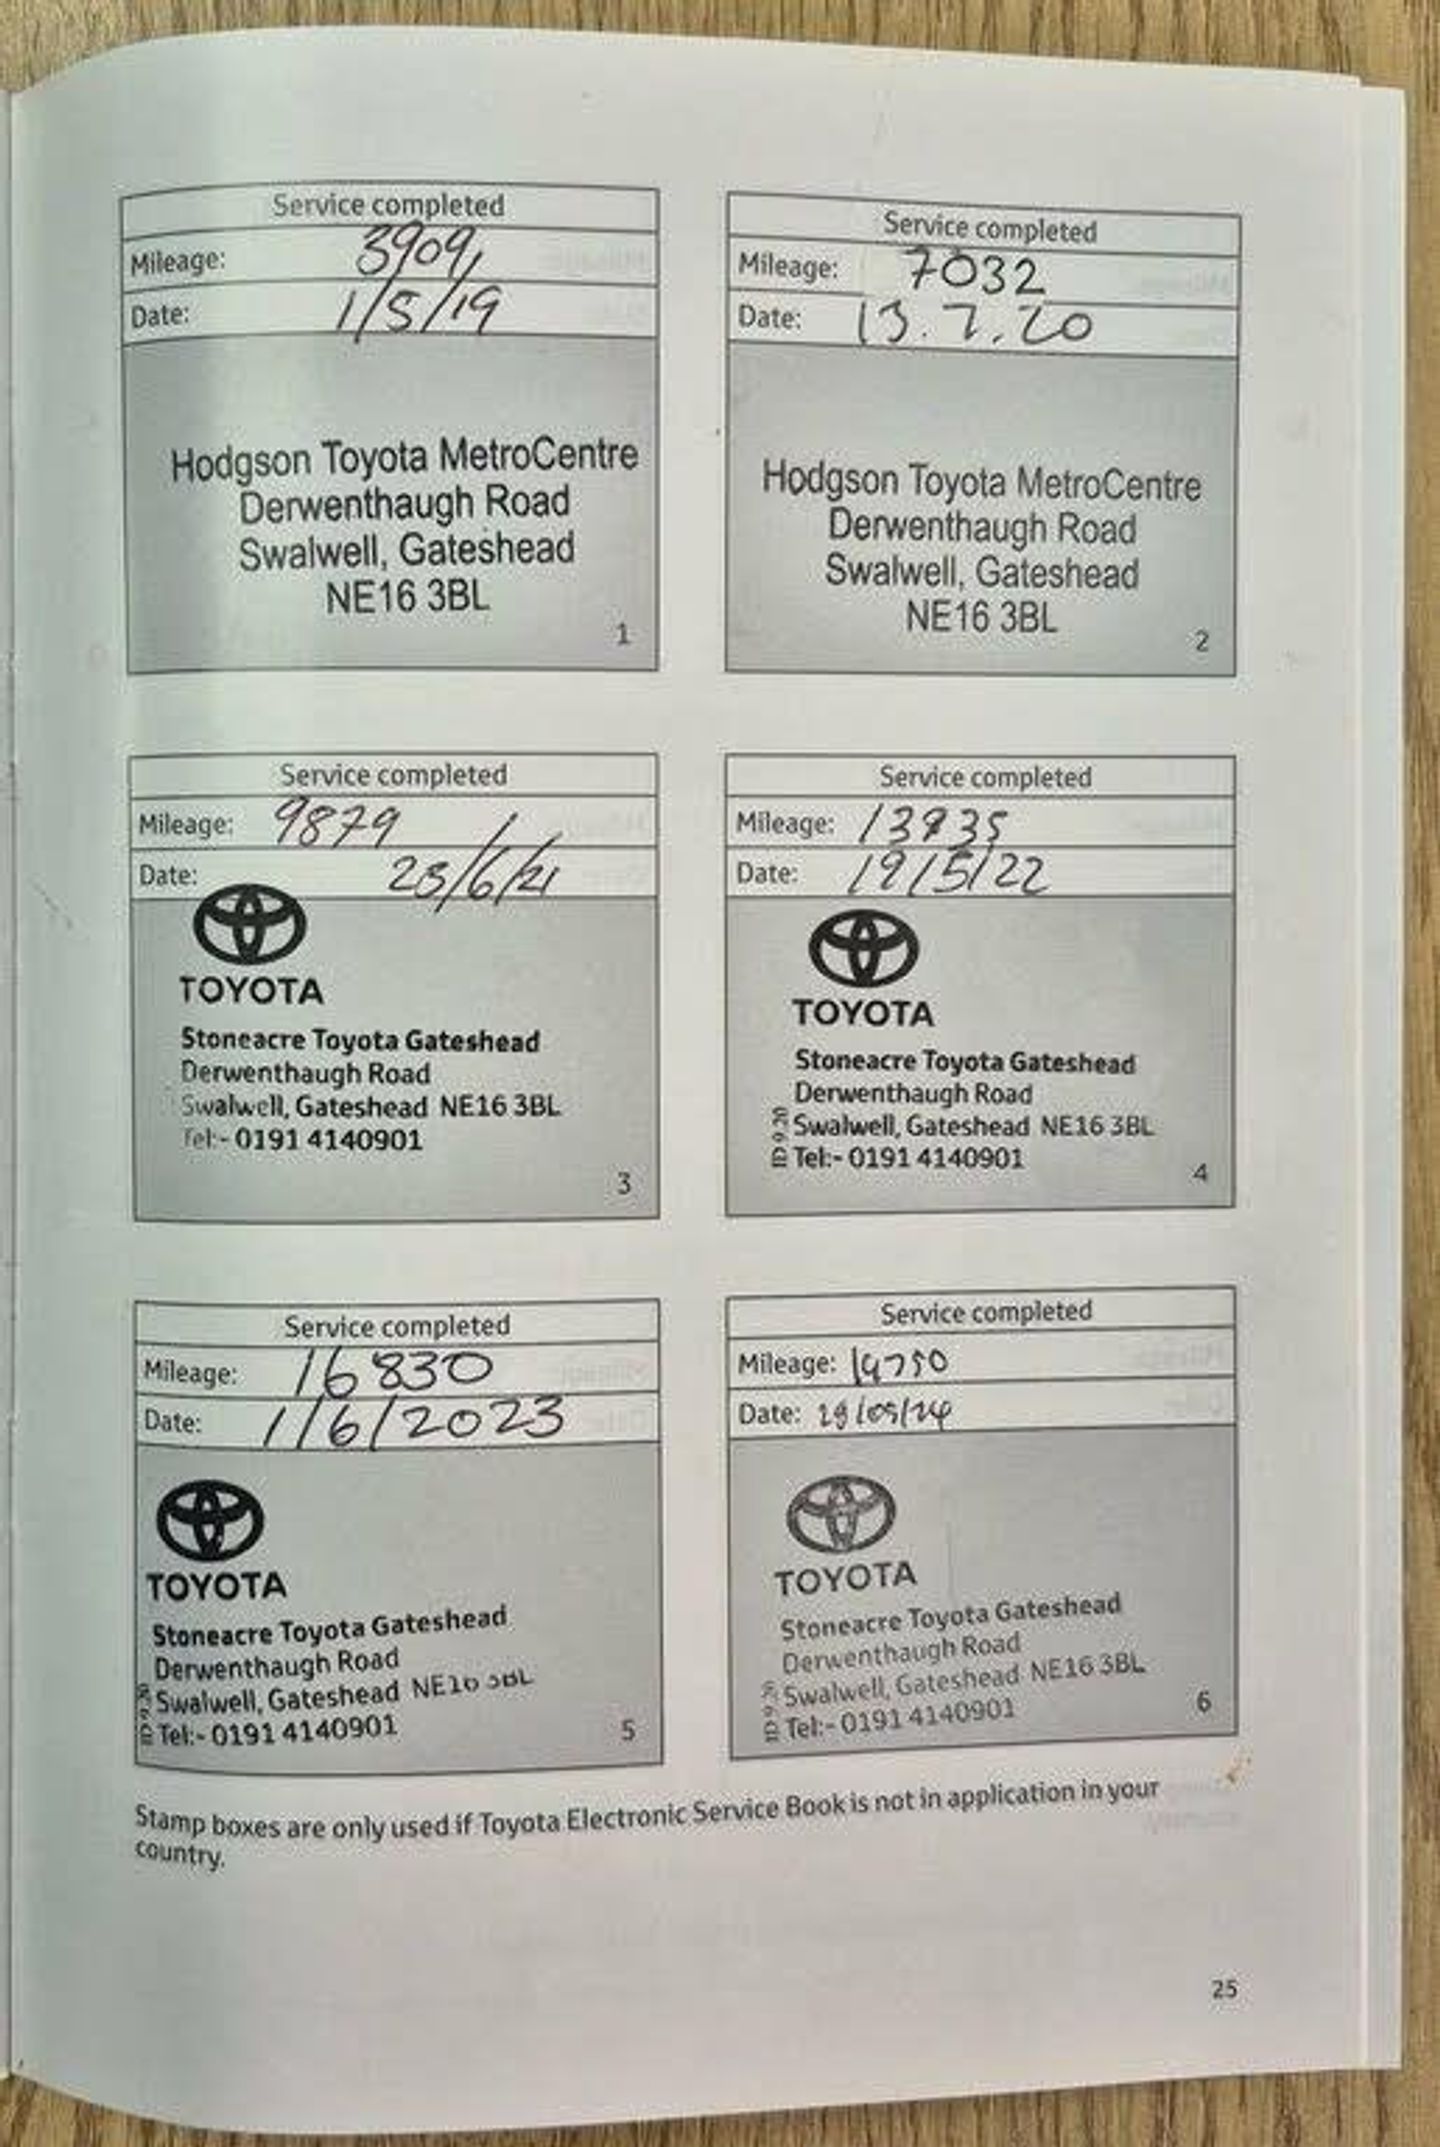 Service completed
Mileage: 3909
Date: 1/5/19
Hodgson Toyota MetroCentre
Derwenthaugh Road
Swalwell, Gateshead
NE16 3BL
1
Service completed
Mileage: 7032
Date: 13.7.20
Hodgson Toyota MetroCentre
Derwenthaugh Road
Swalwell, Gateshead
NE16 3BL
2
Service completed
Mileage: 9879
Date: 23/6/21
TOYOTA
Stoneacre Toyota Gateshead
Derwenthaugh Road
Swalwell, Gateshead NE16 3BL
Tel:- 0191 4140901
3
Service completed
Mileage:
Date: 19/5/22
TOYOTA
Stoneacre Toyota Gateshead
Derwenthaugh Road
Swalwell, Gateshead NE16 3BL
Tel:- 0191 4140901
ID 9.20
4
Service completed
Mileage: 16830
Date: 1/6/2023
TOYOTA
Stoneacre Toyota Gateshead
Derwenthaugh Road
Swalwell, Gateshead NE16 3BL
Tel:- 0191 4140901
5
Service completed
Mileage: 19750
Date:
TOYOTA
Stoneacre Toyota Gateshead
Derwenthaugh Road
Swalwell, Gateshead NE16 3BL
Tel:- 0191 4140901
6
Stamp boxes are only used if Toyota Electronic Service Book is not in application in your
country.
25